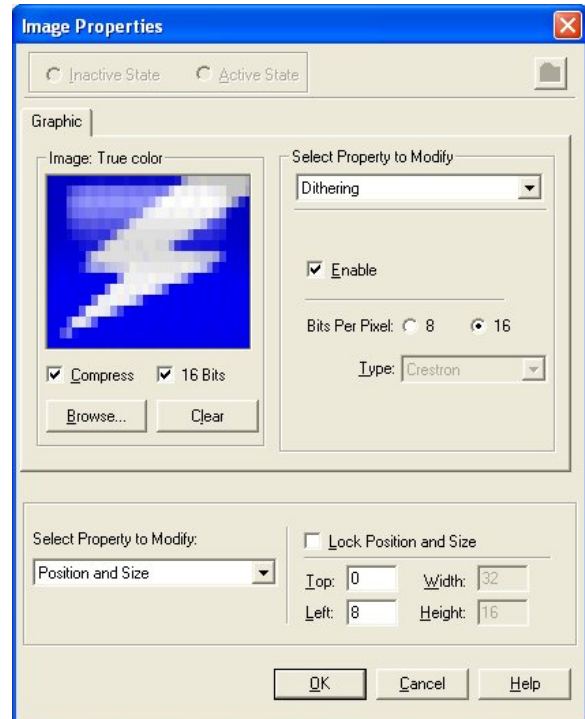 Image Properties
Inactive State Active State
Graphic
Image: True color
Select Property to Modify
Dithering
Enable
Bits Per Pixel: 8 16
Type: Crestron
Compress 16 Bits
Browse... Clear
Select Property to Modify:
Position and Size
Lock Position and Size
Top: 0 Width: 32
Left: 8 Height: 16
OK Cancel Help